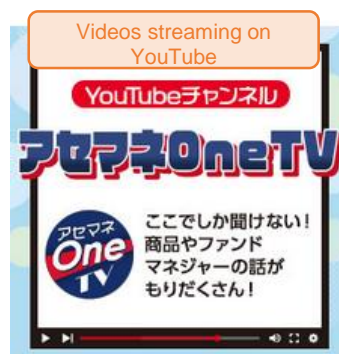 Videos streaming on
YouTube
YouTubeチャンネル
アセマネOneTV
アセマネ
One
TV
ここでしか聞けない!
商品やファンド
マネジャーの話が
もりだくさん!